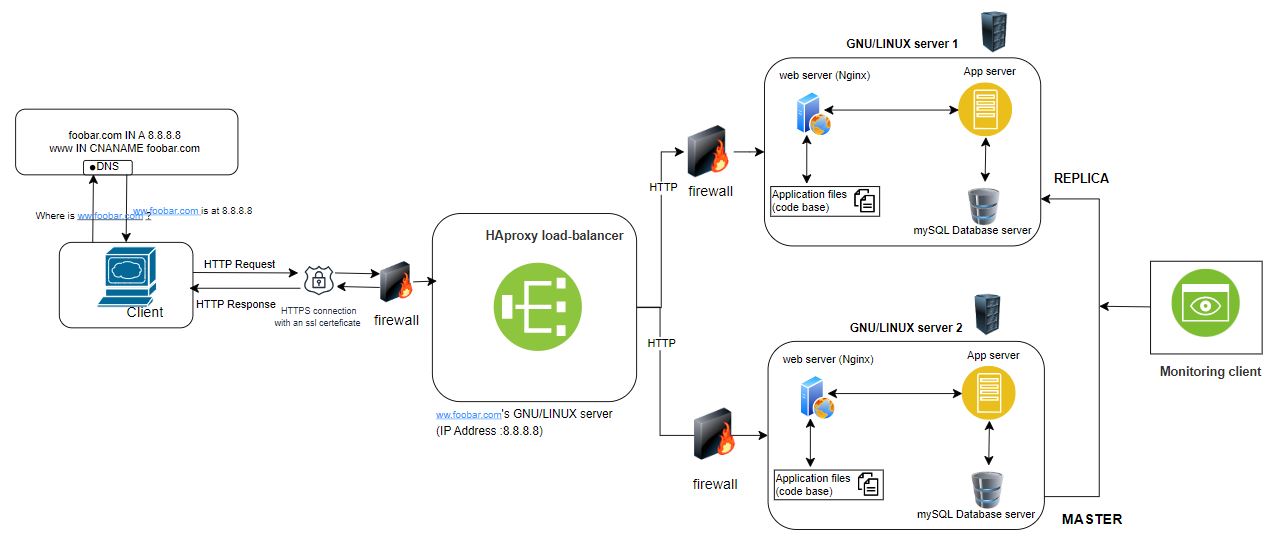 foobar.com IN A 8.8.8.8
www IN CNANAME foobar.com
DNS
Where is ww.foobar.com ?
ww.foobar.com is at 8.8.8.8
Client
HTTP Request
HTTP Response
HTTPS connection
with an ssl certeficate
firewall
HAproxy load-balancer
ww.foobar.com's GNU/LINUX server
(IP Address :8.8.8.8)
HTTP
HTTP
firewall
firewall
GNU/LINUX server 1
web server (Nginx)
App server
Application files
(code base)
mySQL Database server
REPLICA
GNU/LINUX server 2
web server (Nginx)
App server
Application files
(code base)
mySQL Database server
MASTER
Monitoring client